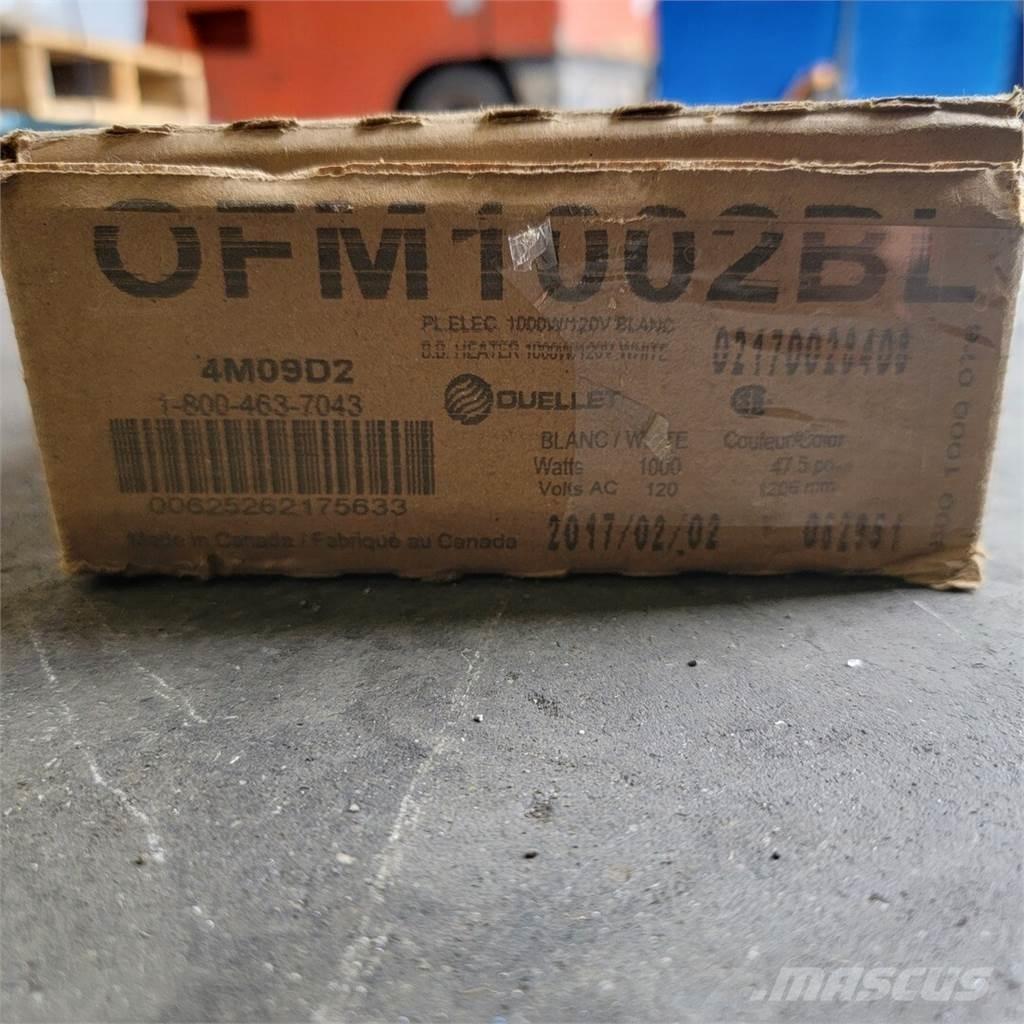 OFM1002BL
PL.ELEC. 1000W/120V BLANC
B.B. HEATER 1000W/120V WHITE
02170028408
4M09D2
1-800-463-7043
OUELLET
BLANC / WHITE Couleur/Color
Watts 1000 47.5 po
Volts AC 120 1206 mm
00625262175633
Made in Canada / Fabriqué au Canada
2017/02/02
062951
MASCUS